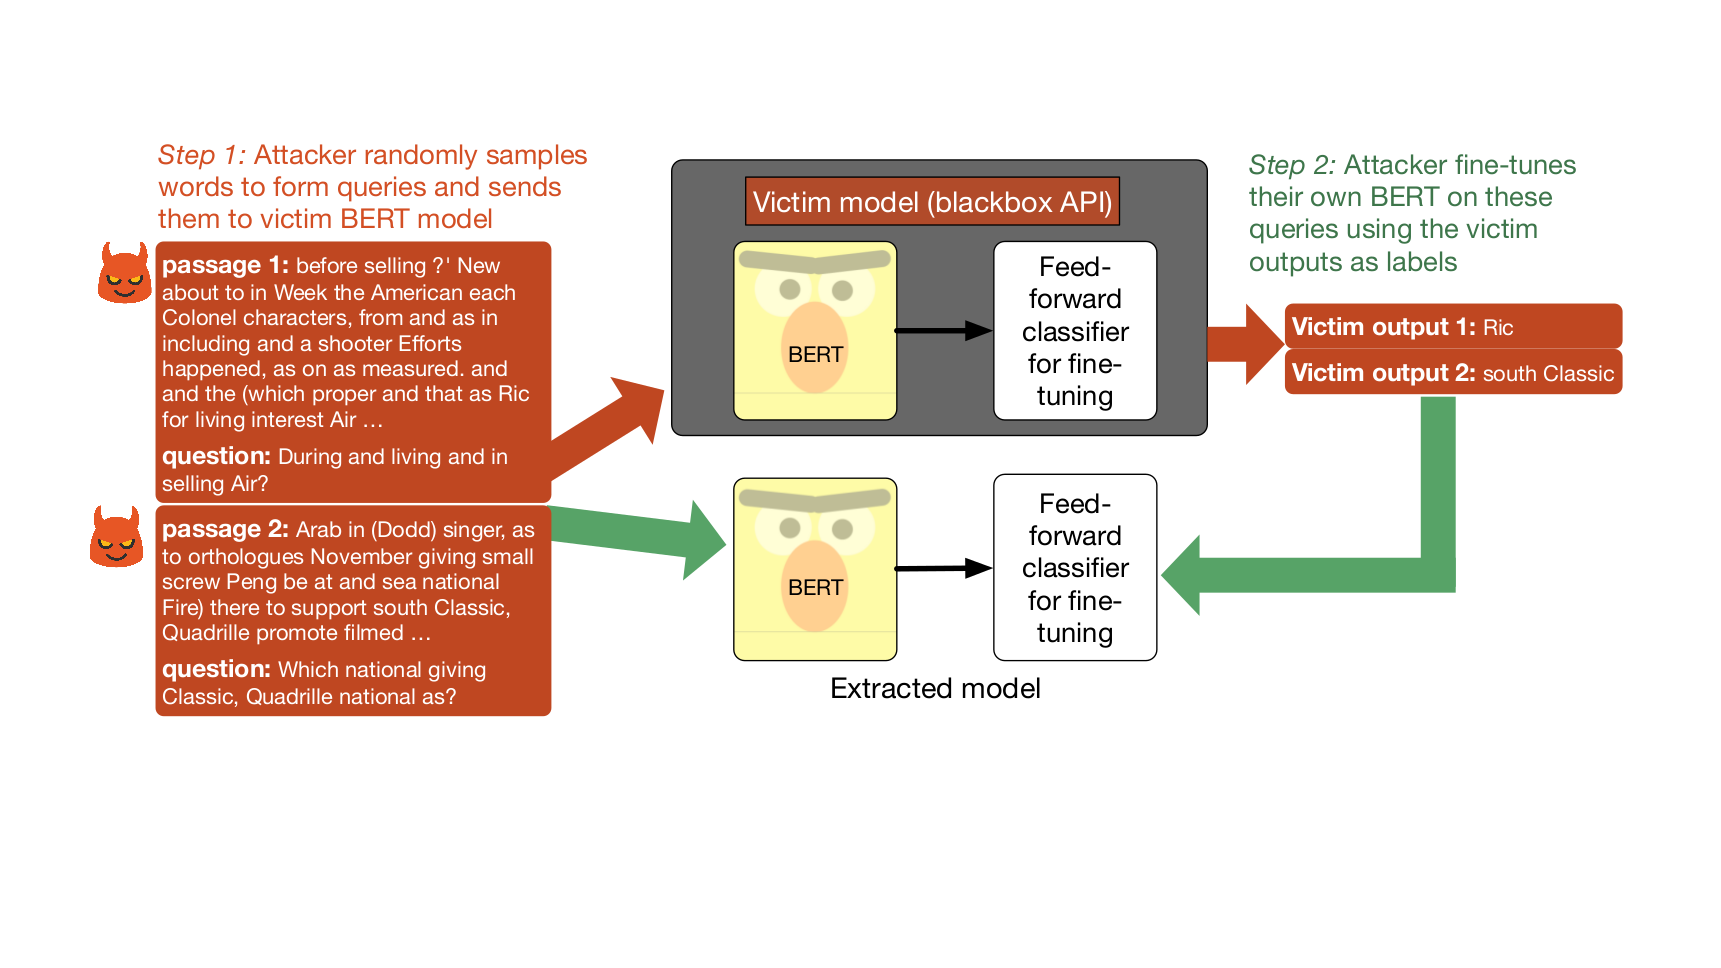 Step 1: Attacker randomly samples
words to form queries and sends
them to victim BERT model
passage 1: before selling ?' New
about to in Week the American each
Colonel characters, from and as in
including and a shooter Efforts
happened, as on as measured. and
and the (which proper and that as Ric
for living interest Air …
question: During and living and in
selling Air?
passage 2: Arab in (Dodd) singer, as
to orthologues November giving small
screw Peng be at and sea national
Fire) there to support south Classic,
Quadrille promote filmed …
question: Which national giving
Classic, Quadrille national as?
Victim model (blackbox API)
BERT
Feed-
forward
classifier
for fine-
tuning
BERT
Feed-
forward
classifier
for fine-
tuning
Extracted model
Step 2: Attacker fine-tunes
their own BERT on these
queries using the victim
outputs as labels
Victim output 1: Ric
Victim output 2: south Classic